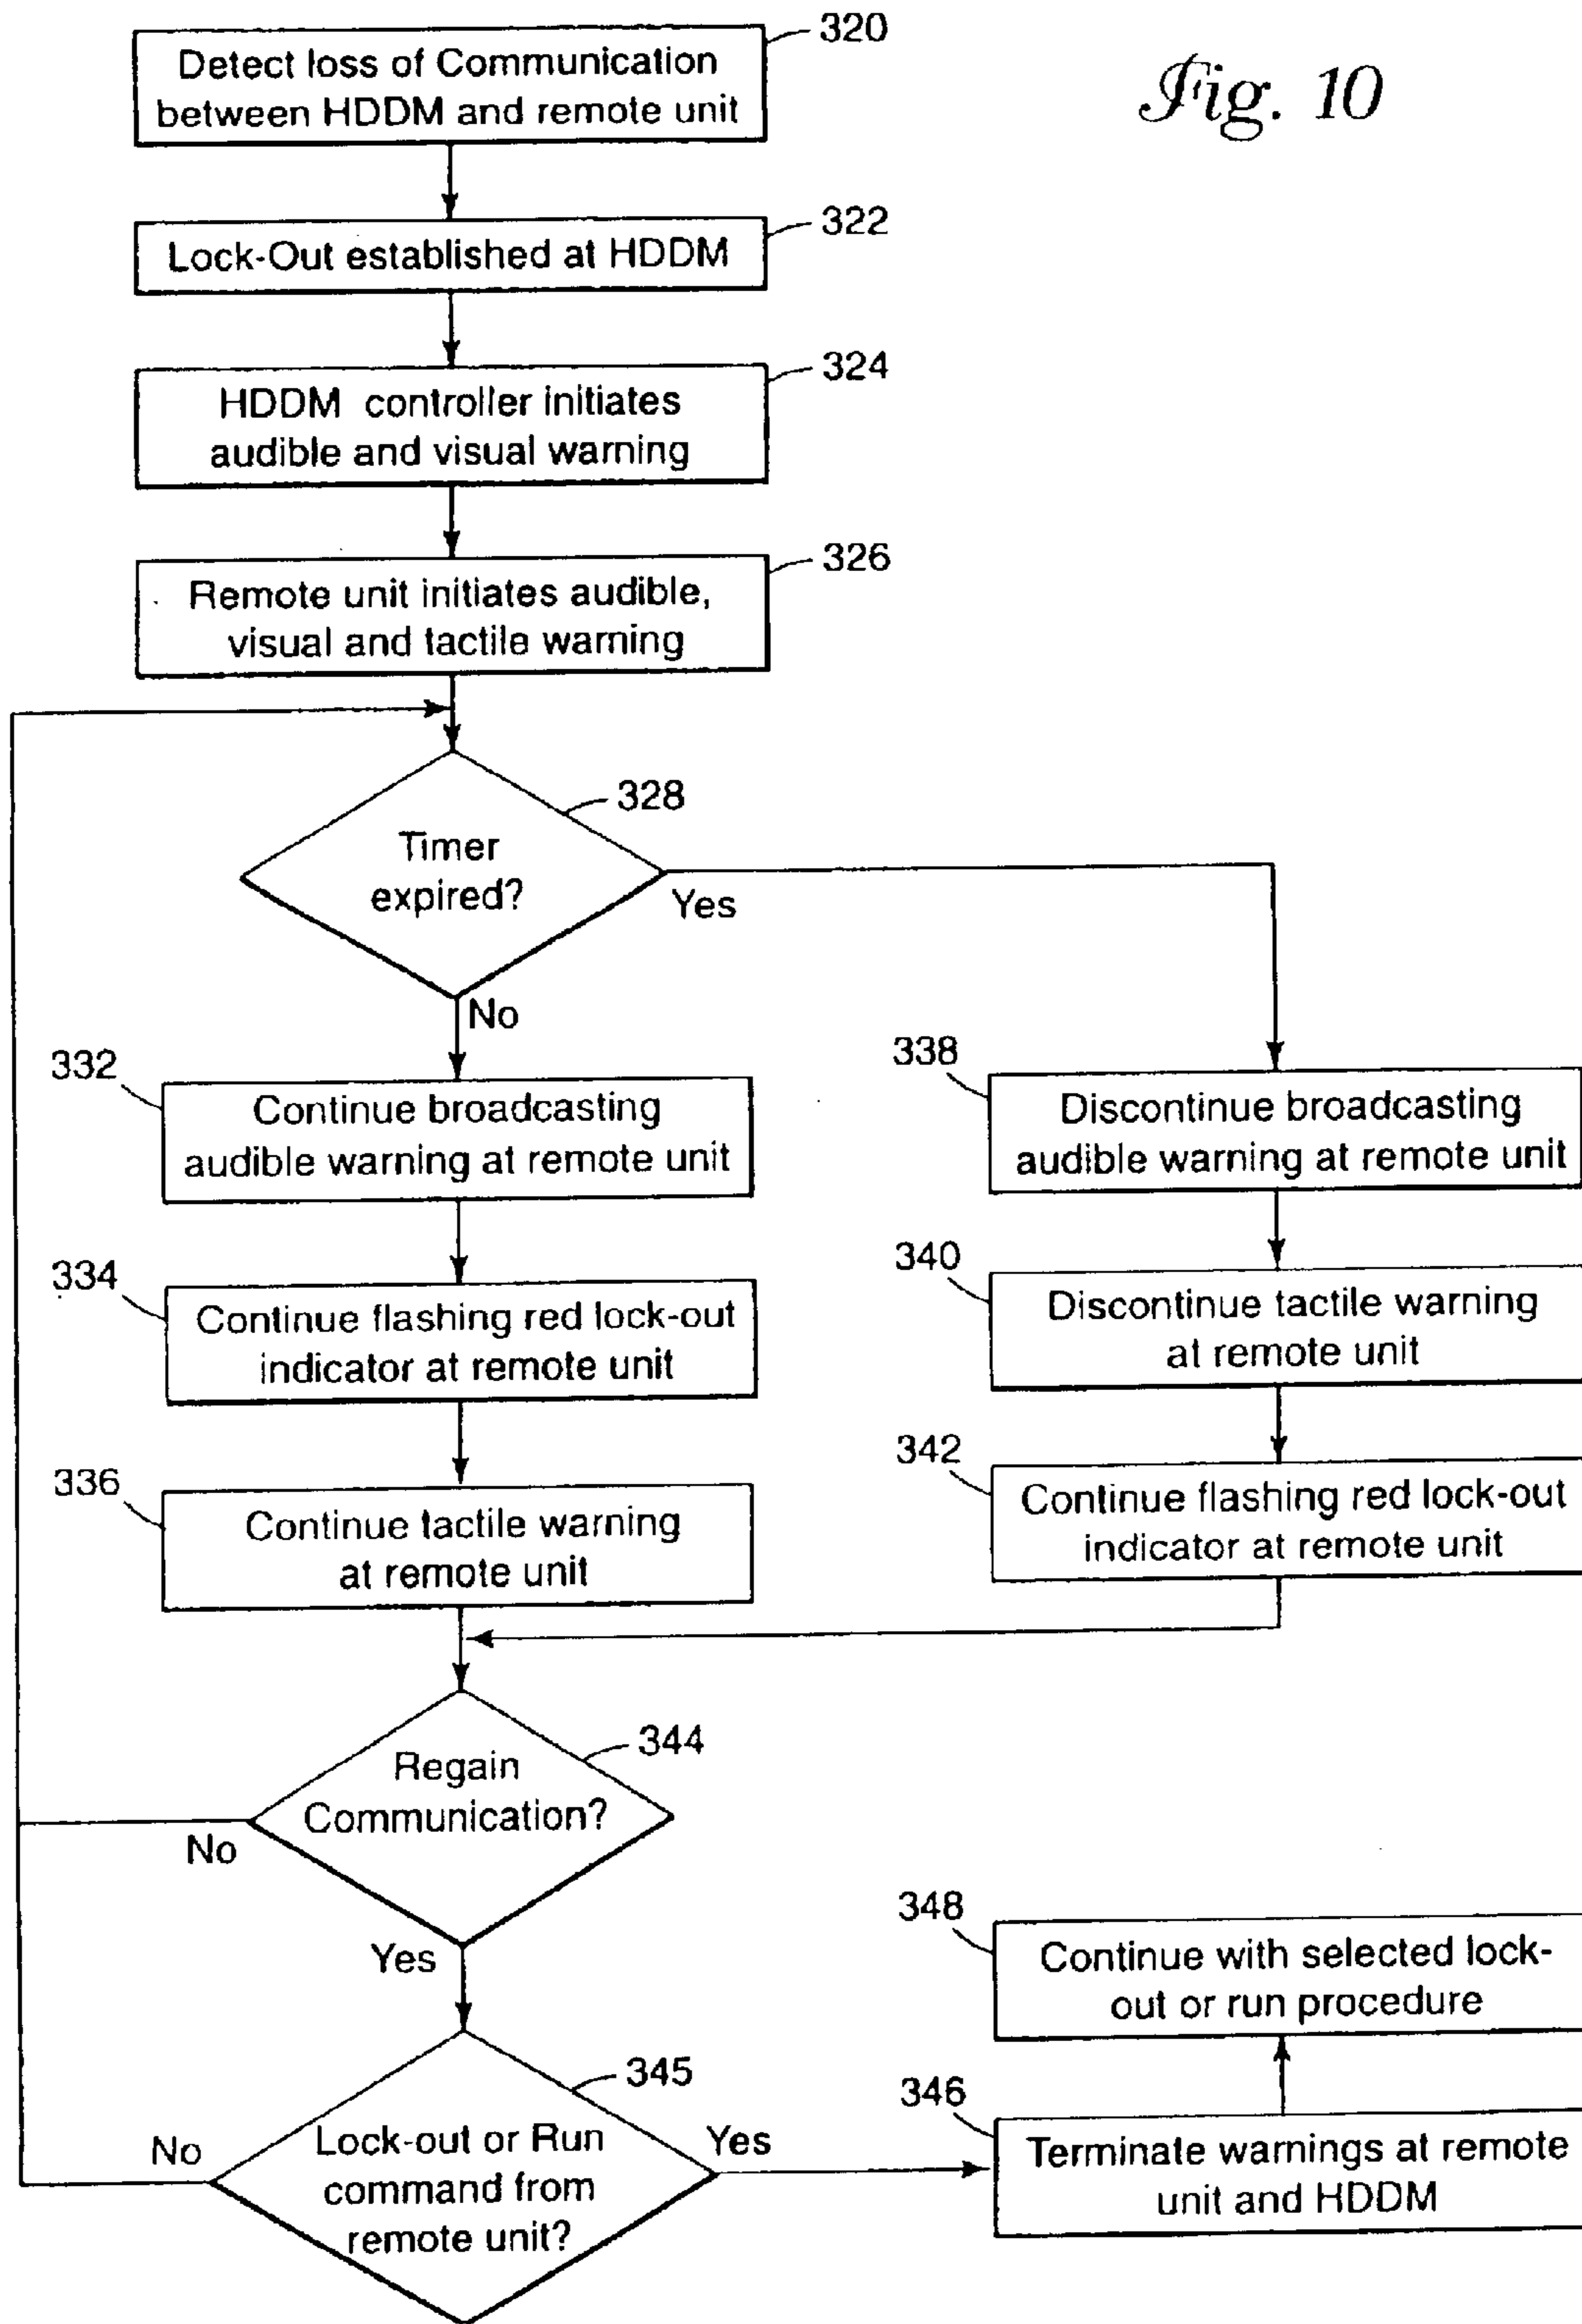 Fig. 10
320
Detect loss of Communication
between HDDM and remote unit
322
Lock-Out established at HDDM
324
HDDM controller initiates
audible and visual warning
326
Remote unit initiates audible,
visual and tactile warning
328
Timer
expired?
Yes
No
332
Continue broadcasting
audible warning at remote unit
338
Discontinue broadcasting
audible warning at remote unit
334
Continue flashing red lock-out
indicator at remote unit
340
Discontinue tactile warning
at remote unit
336
Continue tactile warning
at remote unit
342
Continue flashing red lock-out
indicator at remote unit
344
Regain
Communication?
No
Yes
345
Lock-out or Run
command from
remote unit?
No
Yes
346
Terminate warnings at remote
unit and HDDM
348
Continue with selected lock-
out or run procedure